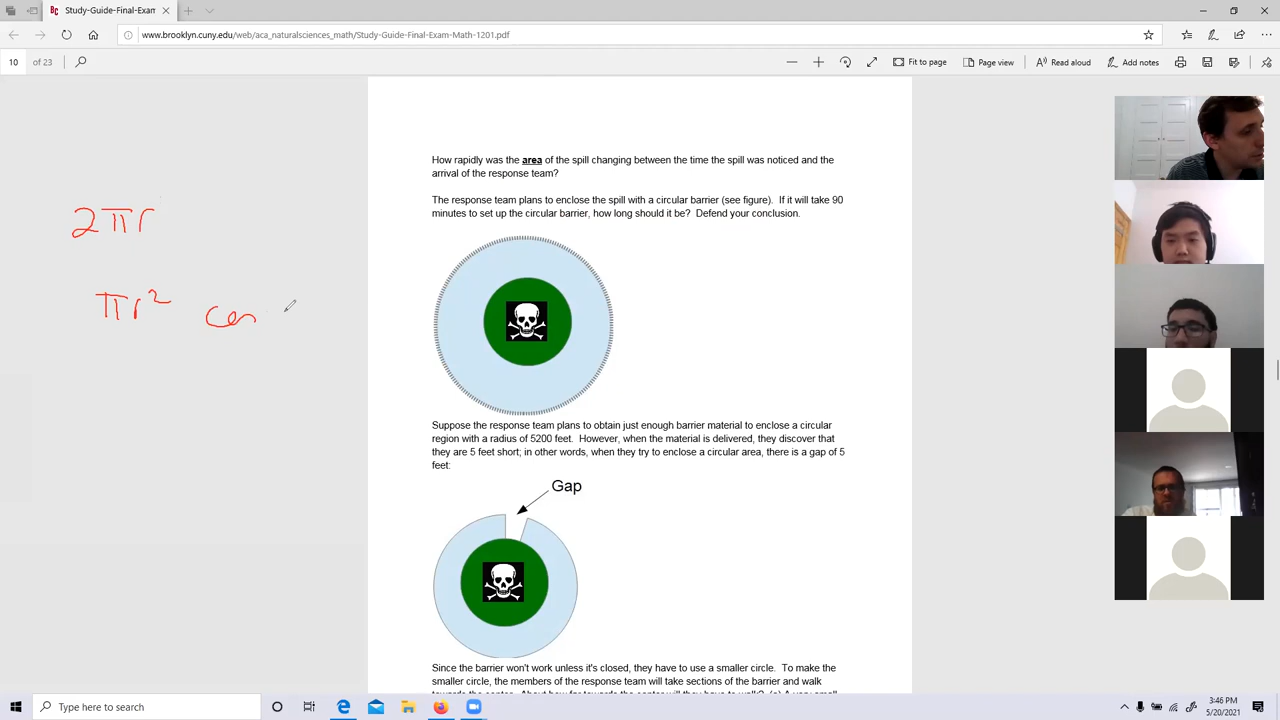 Study-Guide-Final-Exam
www.brooklyn.cuny.edu/web/aca_naturalsciences_math/Study-Guide-Final-Exam-Math-1201.pdf
10 of 23
Fit to page
Page view
Read aloud
Add notes
How rapidly was the area of the spill changing between the time the spill was noticed and the
arrival of the response team?
The response team plans to enclose the spill with a circular barrier (see figure). If it will take 90
minutes to set up the circular barrier, how long should it be? Defend your conclusion.
2πr
πr²
Suppose the response team plans to obtain just enough barrier material to enclose a circular
region with a radius of 5200 feet. However, when the material is delivered, they discover that
they are 5 feet short; in other words, when they try to enclose a circular area, there is a gap of 5
feet:
Gap
Since the barrier won't work unless it's closed, they have to use a smaller circle. To make the
smaller circle, the members of the response team will take sections of the barrier and walk
Type here to search
3:46 PM
5/20/2021